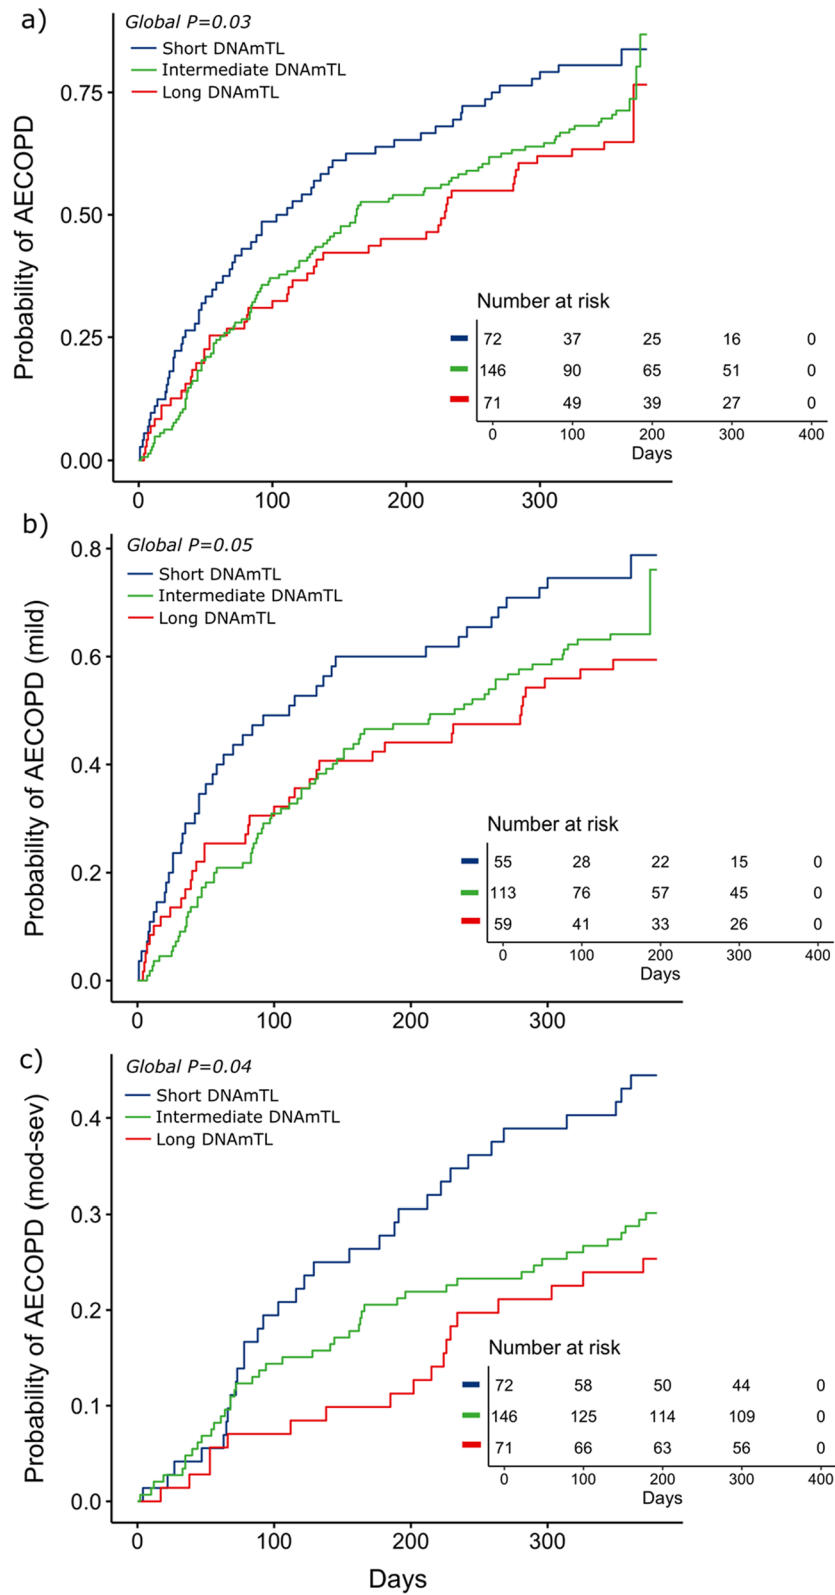 a)
Global P=0.03
Short DNAmTL
Intermediate DNAmTL
Long DNAmTL
Probability of AECOPD
0.75
0.50
0.25
0.00
Number at risk
72 37 25 16 0
146 90 65 51 0
71 49 39 27 0
0 100 200 300 400
Days
0 100 200 300
b)
Global P=0.05
Short DNAmTL
Intermediate DNAmTL
Long DNAmTL
Probability of AECOPD (mild)
0.8
0.6
0.4
0.2
0.0
Number at risk
55 28 22 15 0
113 76 57 45 0
59 41 33 26 0
0 100 200 300 400
Days
0 100 200 300
c)
Global P=0.04
Short DNAmTL
Intermediate DNAmTL
Long DNAmTL
Probability of AECOPD (mod-sev)
0.4
0.3
0.2
0.1
0.0
Number at risk
72 58 50 44 0
146 125 114 109 0
71 66 63 56 0
0 100 200 300 400
Days
0 100 200 300
Days